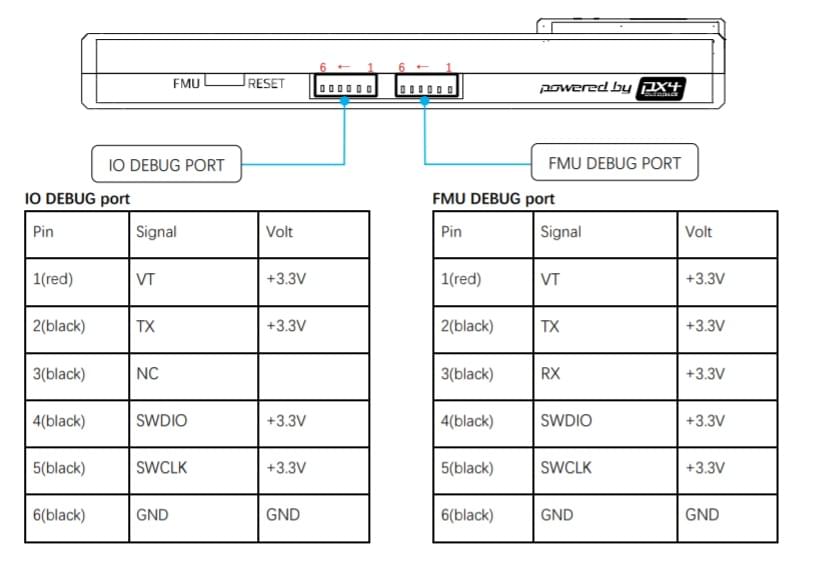 6 ← 1 6 ← 1
FMU RESET powered by PX4
IO DEBUG PORT FMU DEBUG PORT
IO DEBUG port
Pin Signal Volt
1(red) VT +3.3V
2(black) TX +3.3V
3(black) NC
4(black) SWDIO +3.3V
5(black) SWCLK +3.3V
6(black) GND GND
FMU DEBUG port
Pin Signal Volt
1(red) VT +3.3V
2(black) TX +3.3V
3(black) RX +3.3V
4(black) SWDIO +3.3V
5(black) SWCLK +3.3V
6(black) GND GND